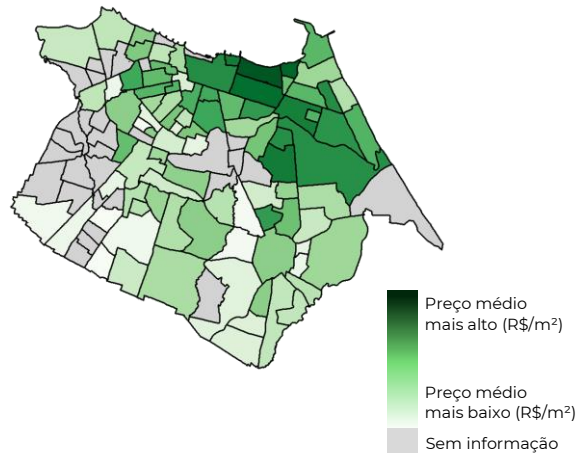 Preço médio
mais alto (R$/m²)
Preço médio
mais baixo (R$/m²)
Sem informação